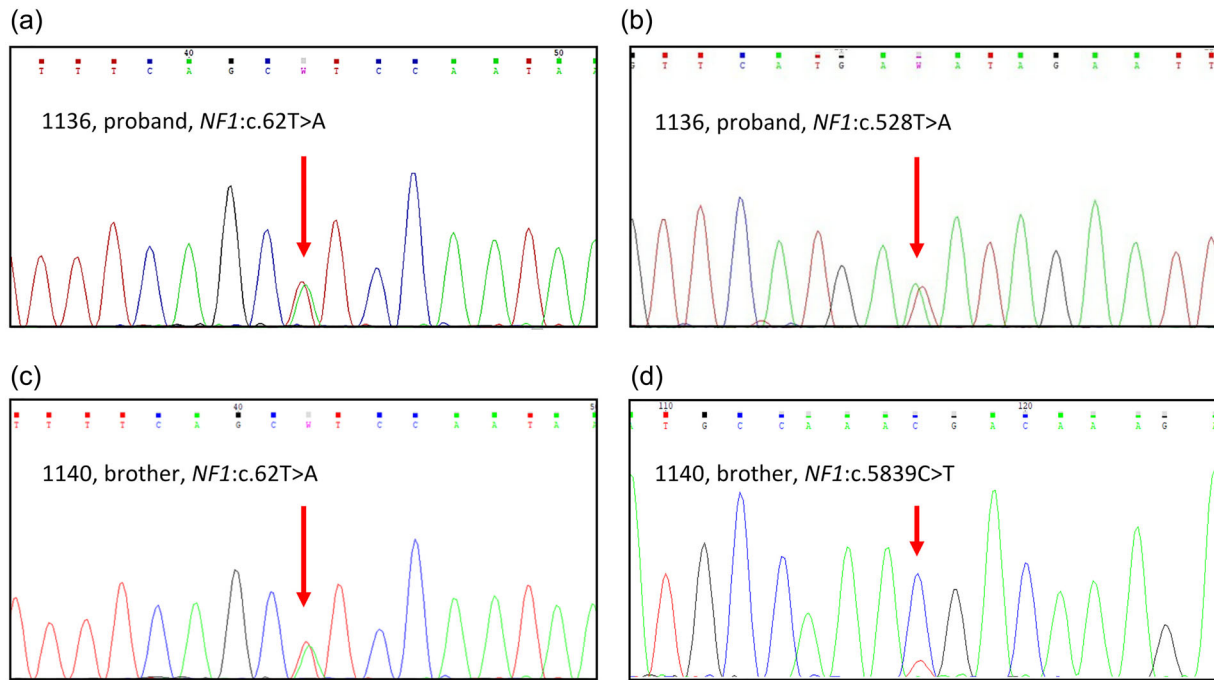 (a)
40 50
T T T C A G C W T C C A A T A A
1136, proband, NF1:c.62T>A
(b)
G T T C A T G A W A T A G A A T T
1136, proband, NF1:c.528T>A
(c)
40 50
T T T T C A G C W T C C A A T A A
1140, brother, NF1:c.62T>A
(d)
110 120
A T G C C A A A C G A C A A A G A
1140, brother, NF1:c.5839C>T